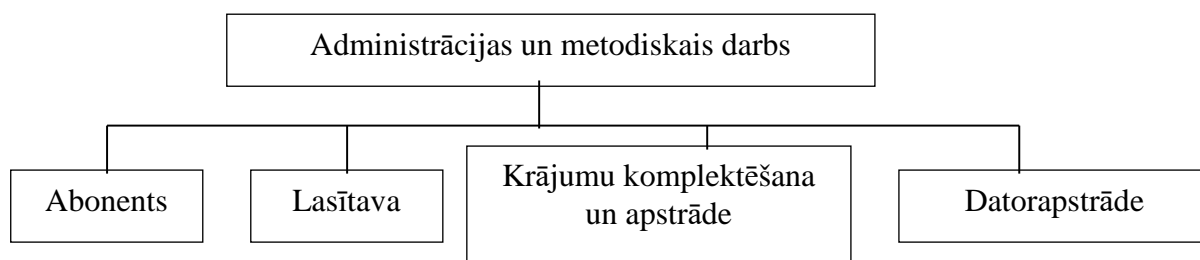 Administrācijas un metodiskais darbs
Abonents
Lasītava
Krājumu komplektēšana
un apstrāde
Datorapstrāde